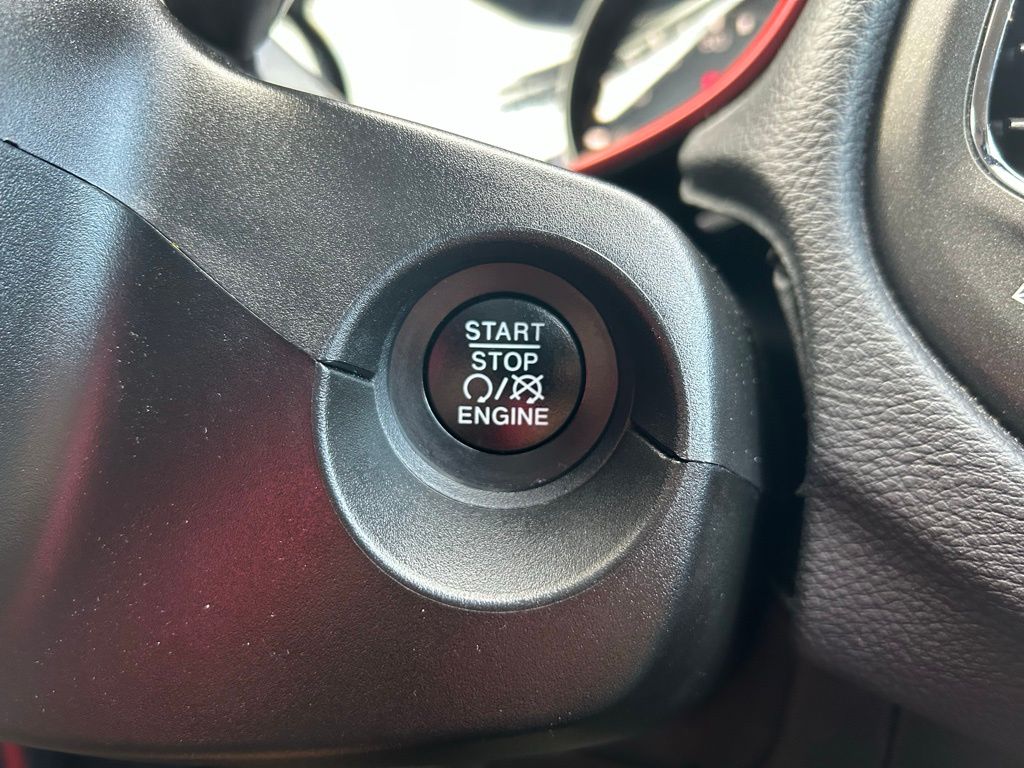 START
STOP
/
ENGINE